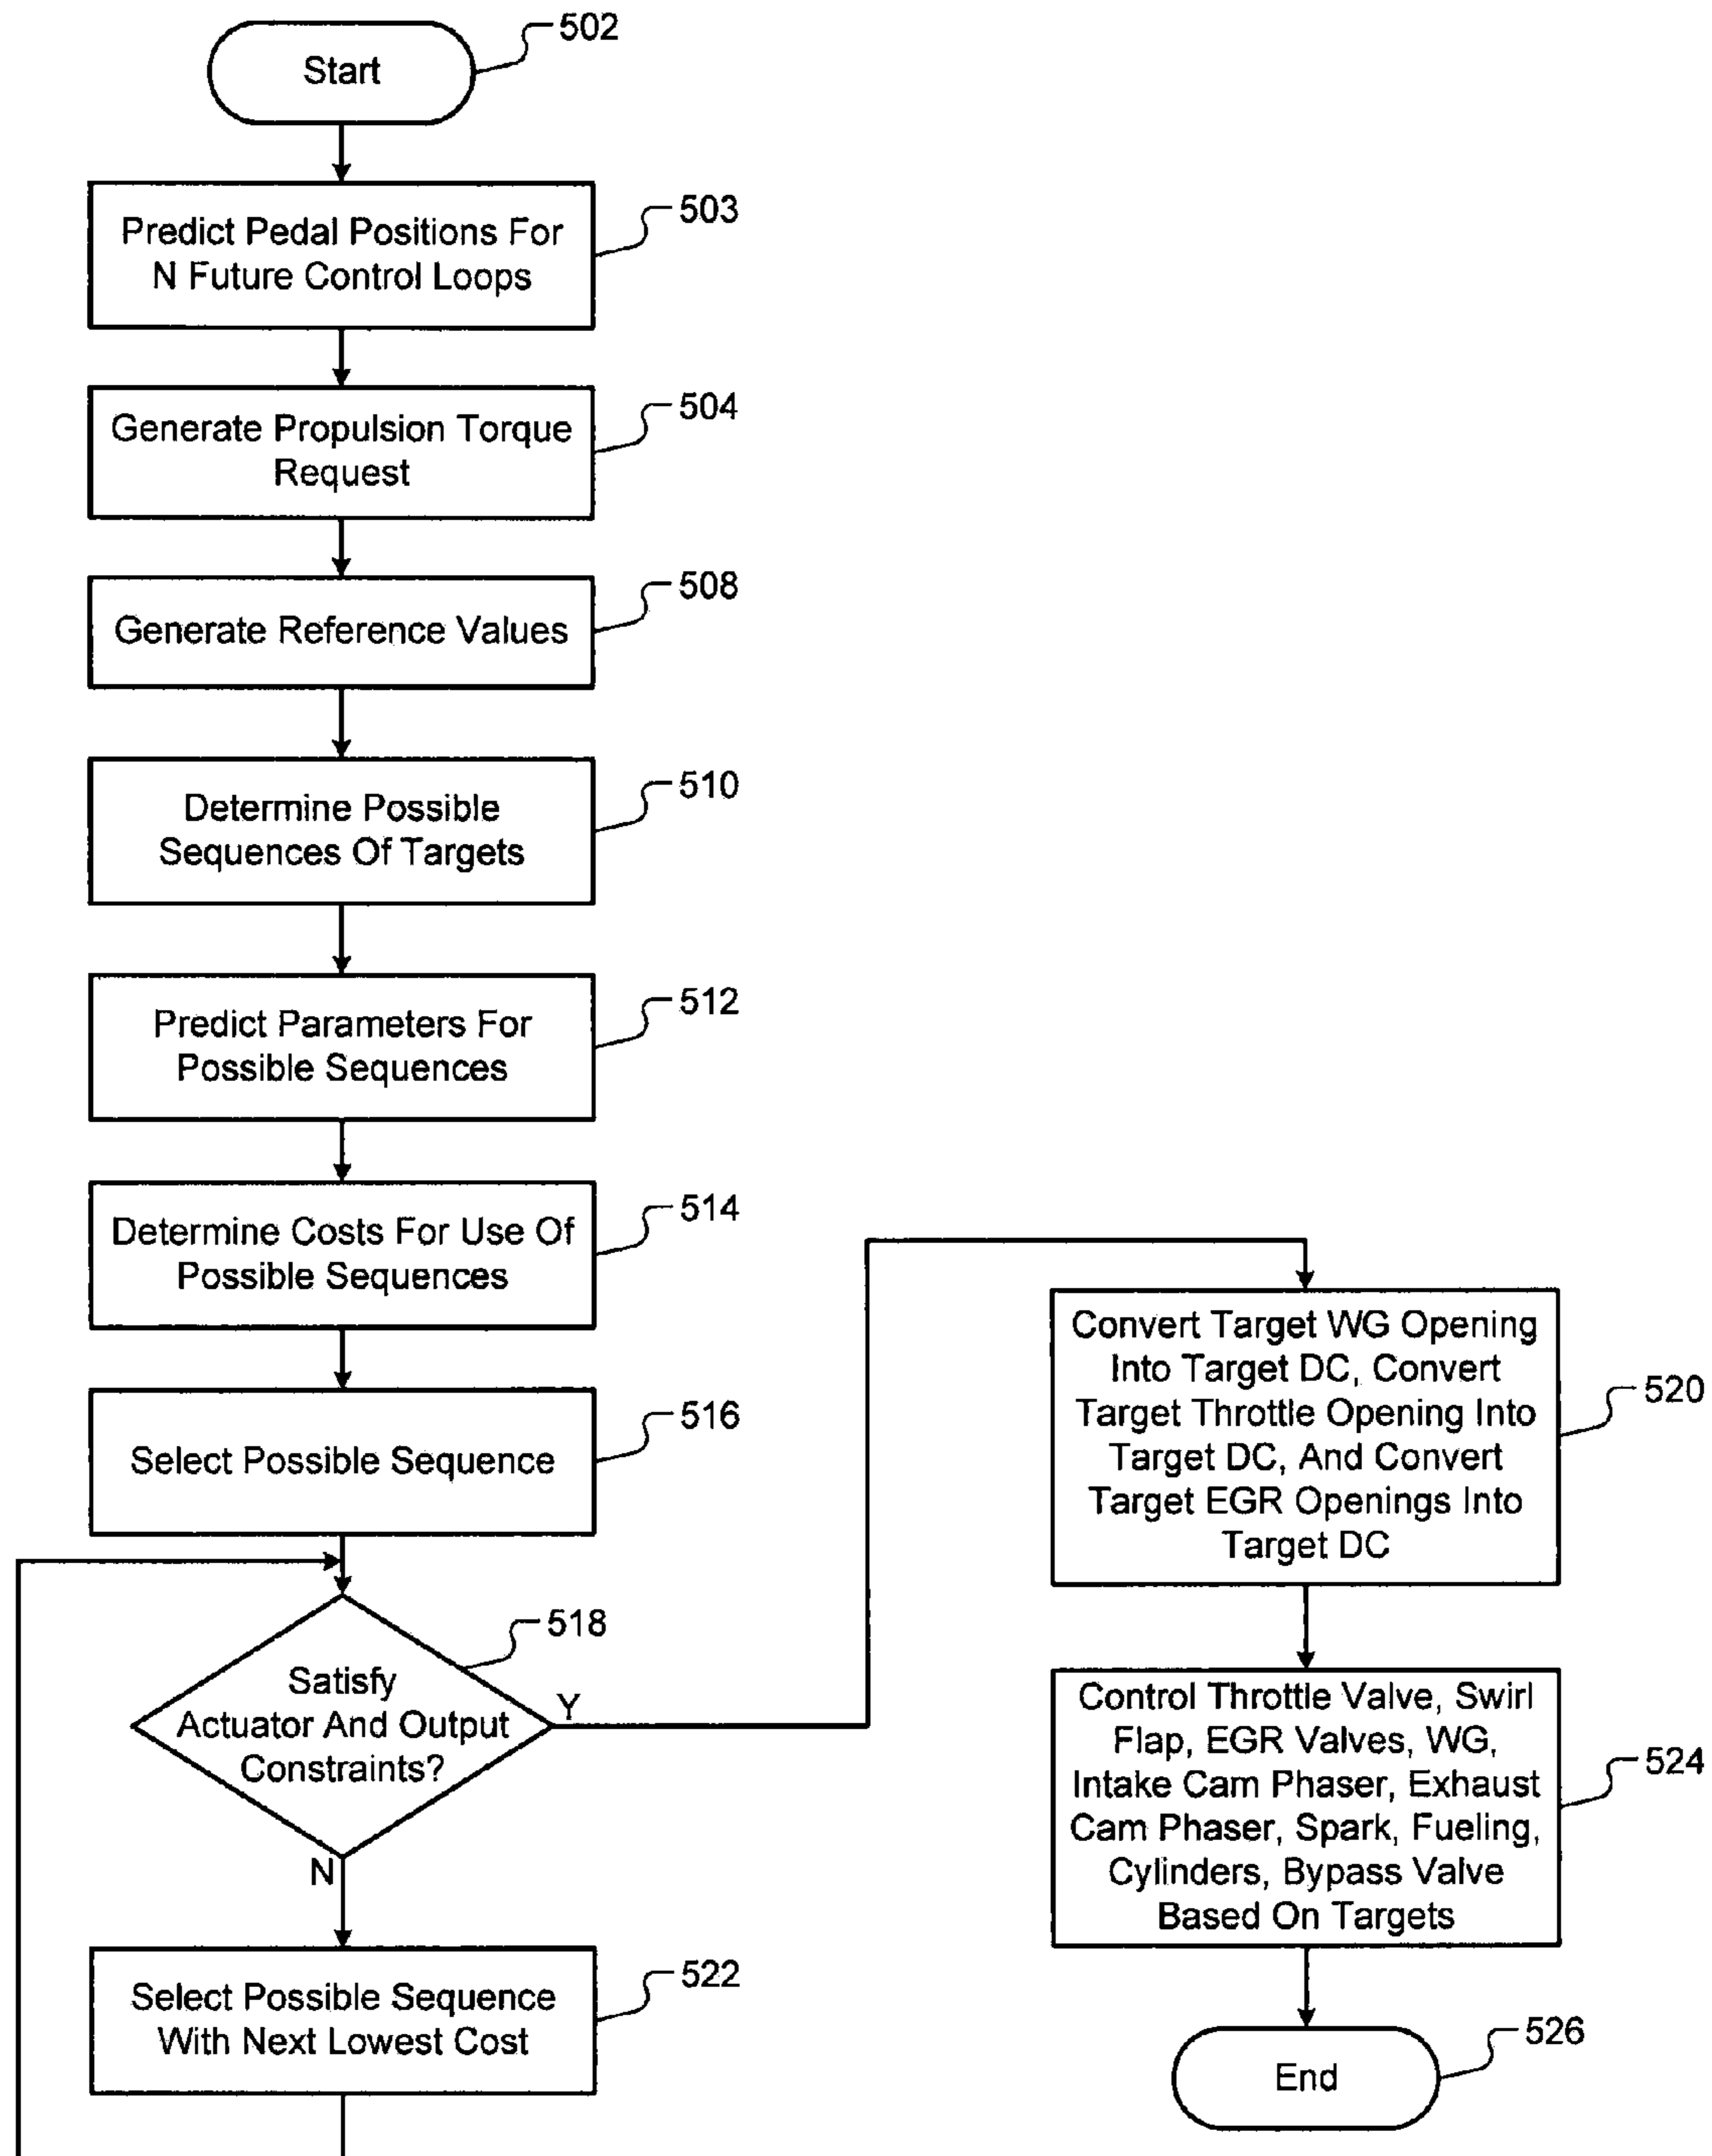 502
Start
503
Predict Pedal Positions For
N Future Control Loops
504
Generate Propulsion Torque
Request
508
Generate Reference Values
510
Determine Possible
Sequences Of Targets
512
Predict Parameters For
Possible Sequences
514
Determine Costs For Use Of
Possible Sequences
516
Select Possible Sequence
518
Satisfy
Actuator And Output
Constraints?
Y
N
522
Select Possible Sequence
With Next Lowest Cost
Convert Target WG Opening
Into Target DC, Convert
Target Throttle Opening Into
Target DC, And Convert
Target EGR Openings Into
Target DC
520
Control Throttle Valve, Swirl
Flap, EGR Valves, WG,
Intake Cam Phaser, Exhaust
Cam Phaser, Spark, Fueling,
Cylinders, Bypass Valve
Based On Targets
524
526
End